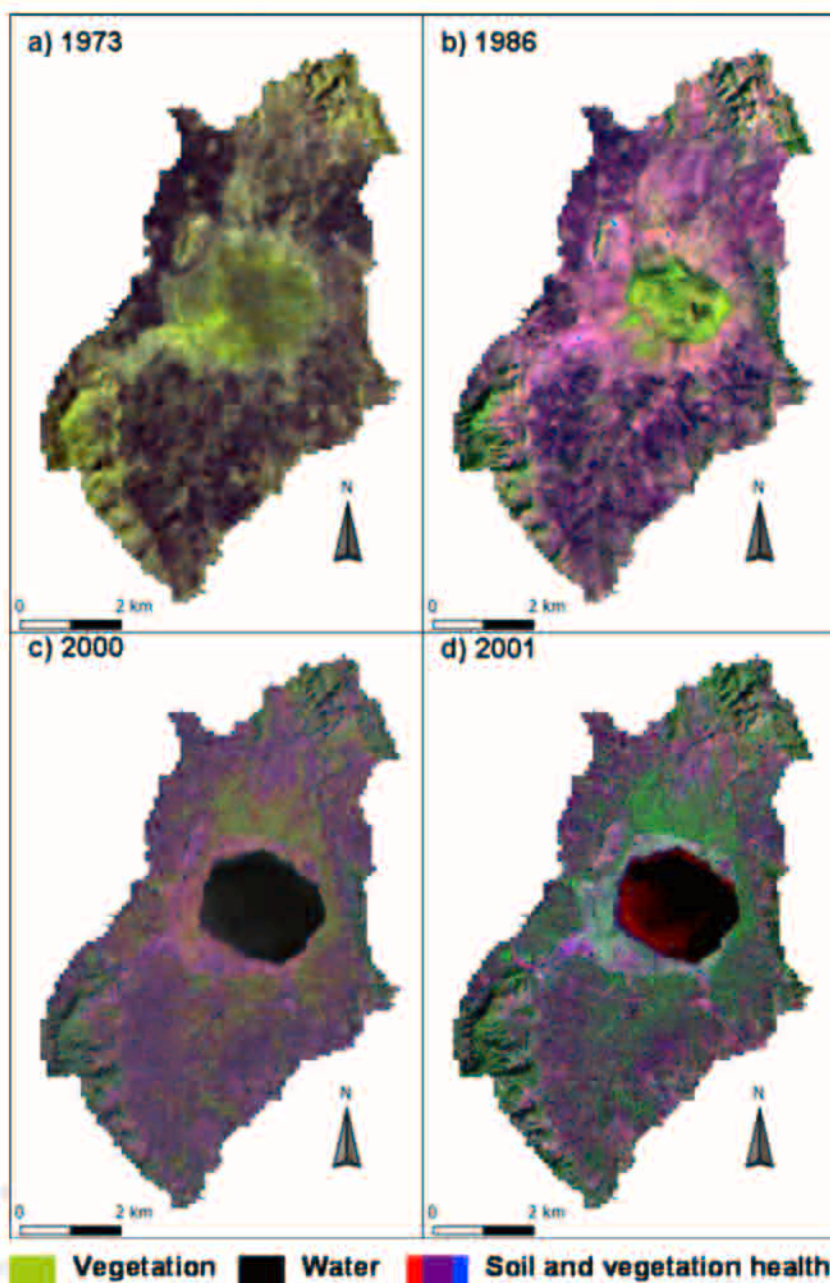 a) 1973
b) 1986
N
N
0 2 km
0 2 km
c) 2000
d) 2001
N
N
0 2 km
0 2 km
Vegetation Water Soil and vegetation health